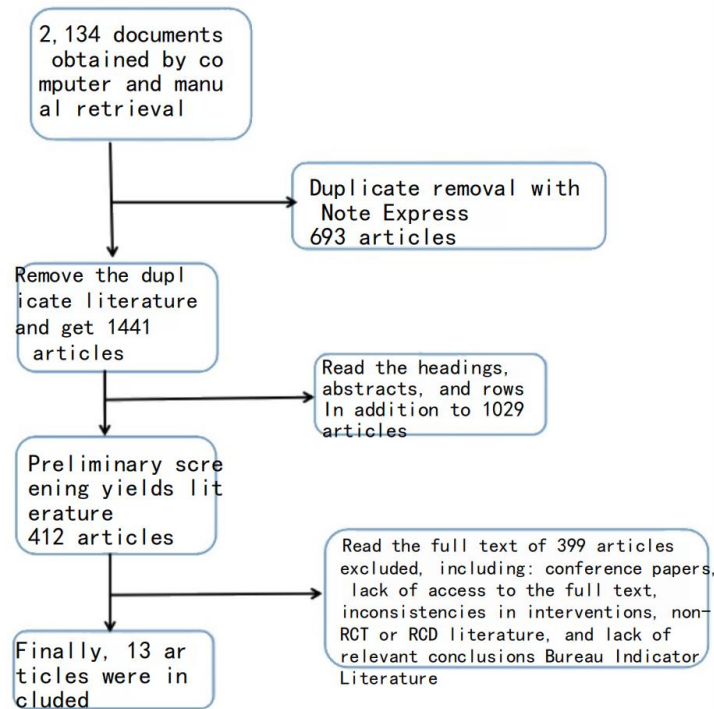 2,134 documents
obtained by co
mputer and manu
al retrieval
Duplicate removal with
Note Express
693 articles
Remove the dupl
icate literature
and get 1441
articles
Read the headings,
abstracts, and rows
In addition to 1029
articles
Preliminary scre
ening yields lit
erature
412 articles
Read the full text of 399 articles
excluded, including: conference papers,
lack of access to the full text,
inconsistencies in interventions, non-
RCT or RCD literature, and lack of
relevant conclusions Bureau Indicator
Literature
Finally, 13 ar
ticles were in
cluded